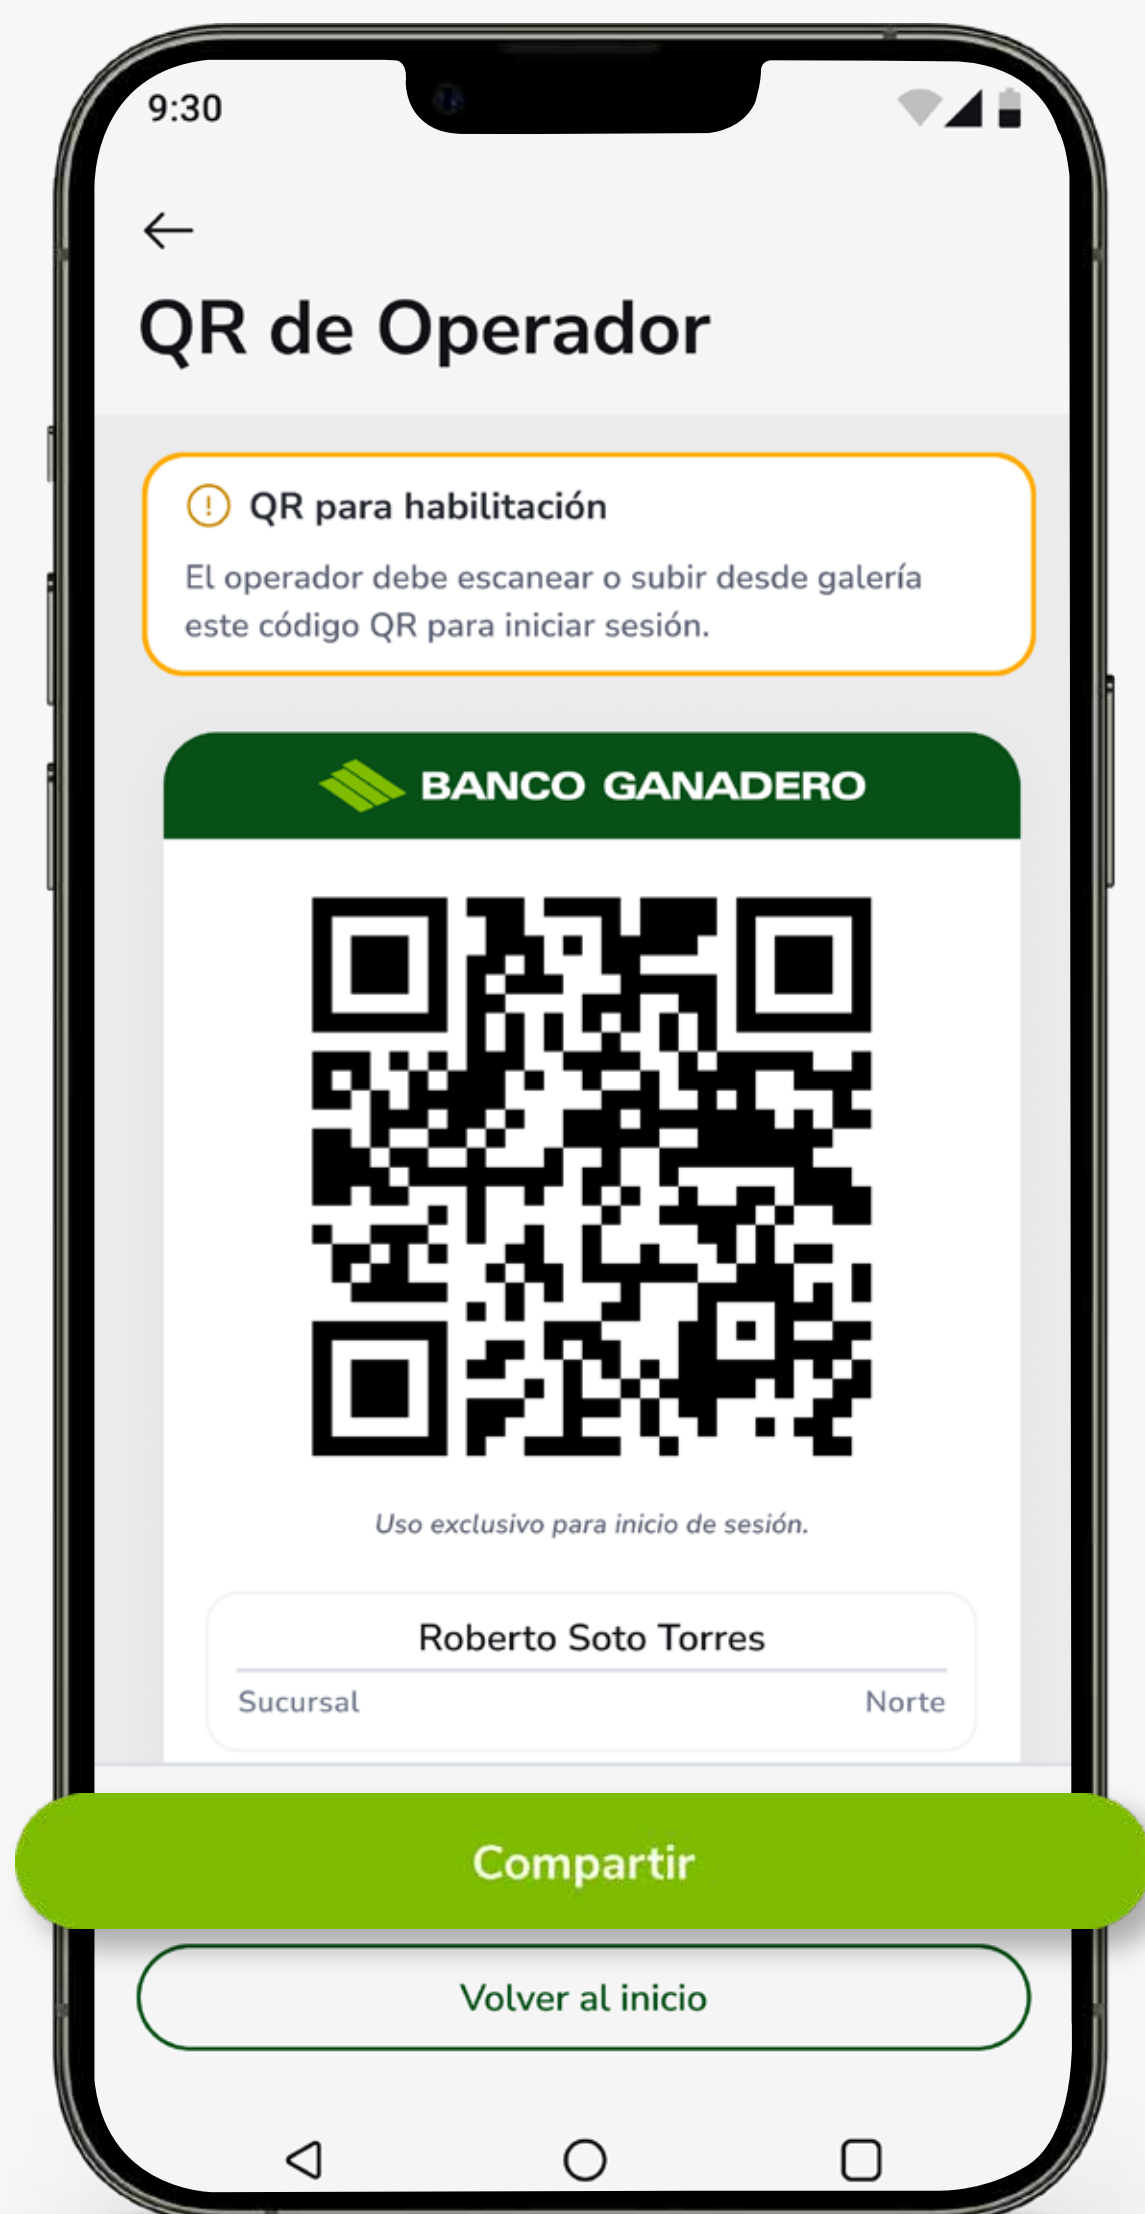 9:30
QR de Operador
QR para habilitación
El operador debe escanear o subir desde galería
este código QR para iniciar sesión.
BANCO GANADERO
Uso exclusivo para inicio de sesión.
Roberto Soto Torres
Sucursal Norte
Compartir
Volver al inicio